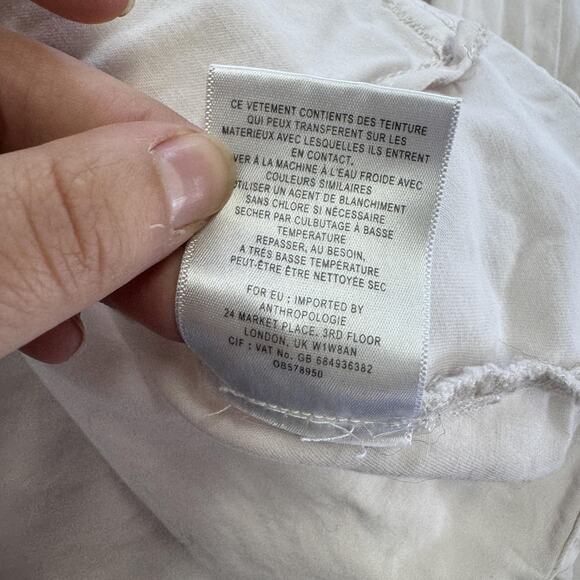 CE VETEMENT CONTIENTS DES TEINTURE
QUI PEUX TRANSFERENT SUR LES
MATERIEUX AVEC LESQUELLES ILS ENTRENT
EN CONTACT.
VER À LA MACHINE À L'EAU FROIDE AVEC
COULEURS SIMILAIRES
UTILISER UN AGENT DE BLANCHIMENT
SANS CHLORE SI NÉCESSAIRE
SECHER PAR CULBUTAGE À BASSE
TEMPERATURE
REPASSER, AU BESOIN,
A TRÉS BASSE TEMPÉRATURE
PEUT-ÊTRE ÊTRE NETTOYÉE SEC
FOR EU : IMPORTED BY
ANTHROPOLOGIE
24 MARKET PLACE, 3RD FLOOR
LONDON, UK W1W8AN
CIF : VAT No. GB 684936382
OB578950